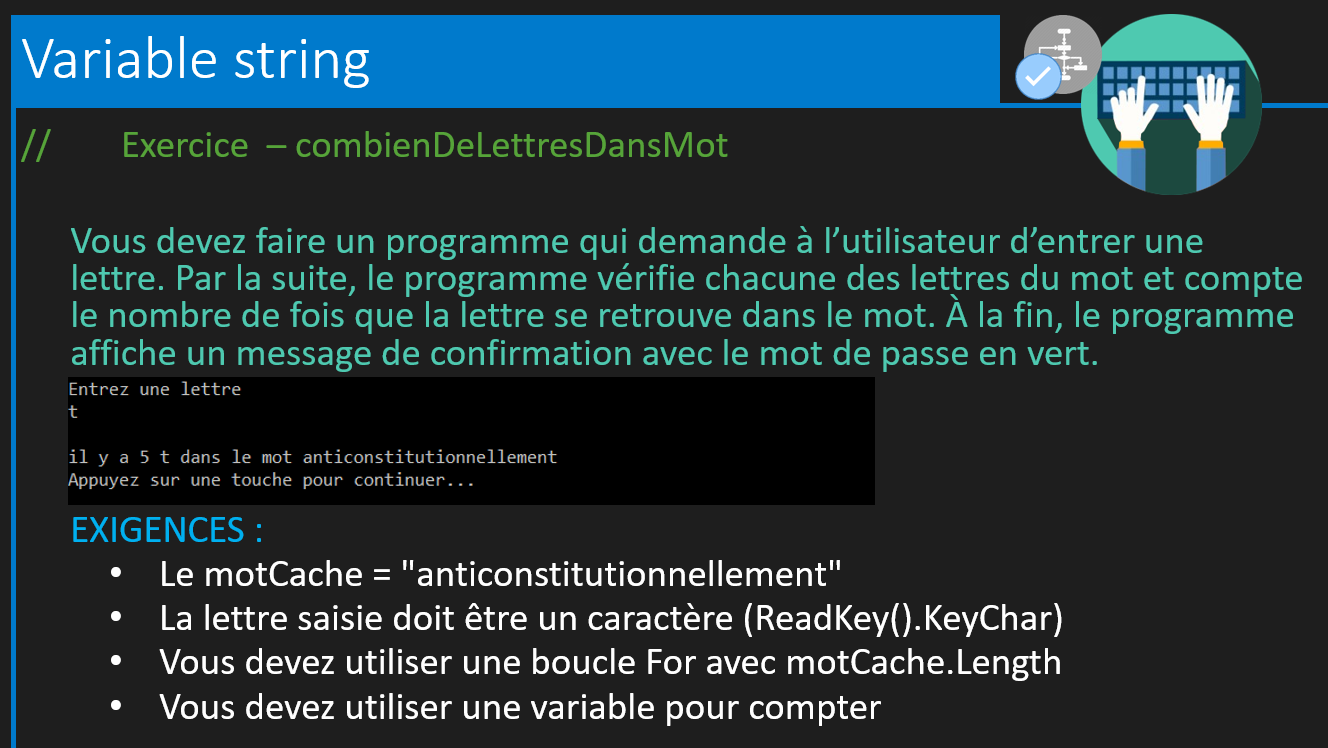 Variable string
// Exercice – combienDeLettresDansMot
Vous devez faire un programme qui demande à l’utilisateur d’entrer une
lettre. Par la suite, le programme vérifie chacune des lettres du mot et compte
le nombre de fois que la lettre se retrouve dans le mot. À la fin, le programme
affiche un message de confirmation avec le mot de passe en vert.
Entrez une lettre
t
il y a 5 t dans le mot anticonstitutionnellement
Appuyez sur une touche pour continuer...
EXIGENCES :
• Le motCache = "anticonstitutionnellement"
• La lettre saisie doit être un caractère (ReadKey().KeyChar)
• Vous devez utiliser une boucle For avec motCache.Length
• Vous devez utiliser une variable pour compter